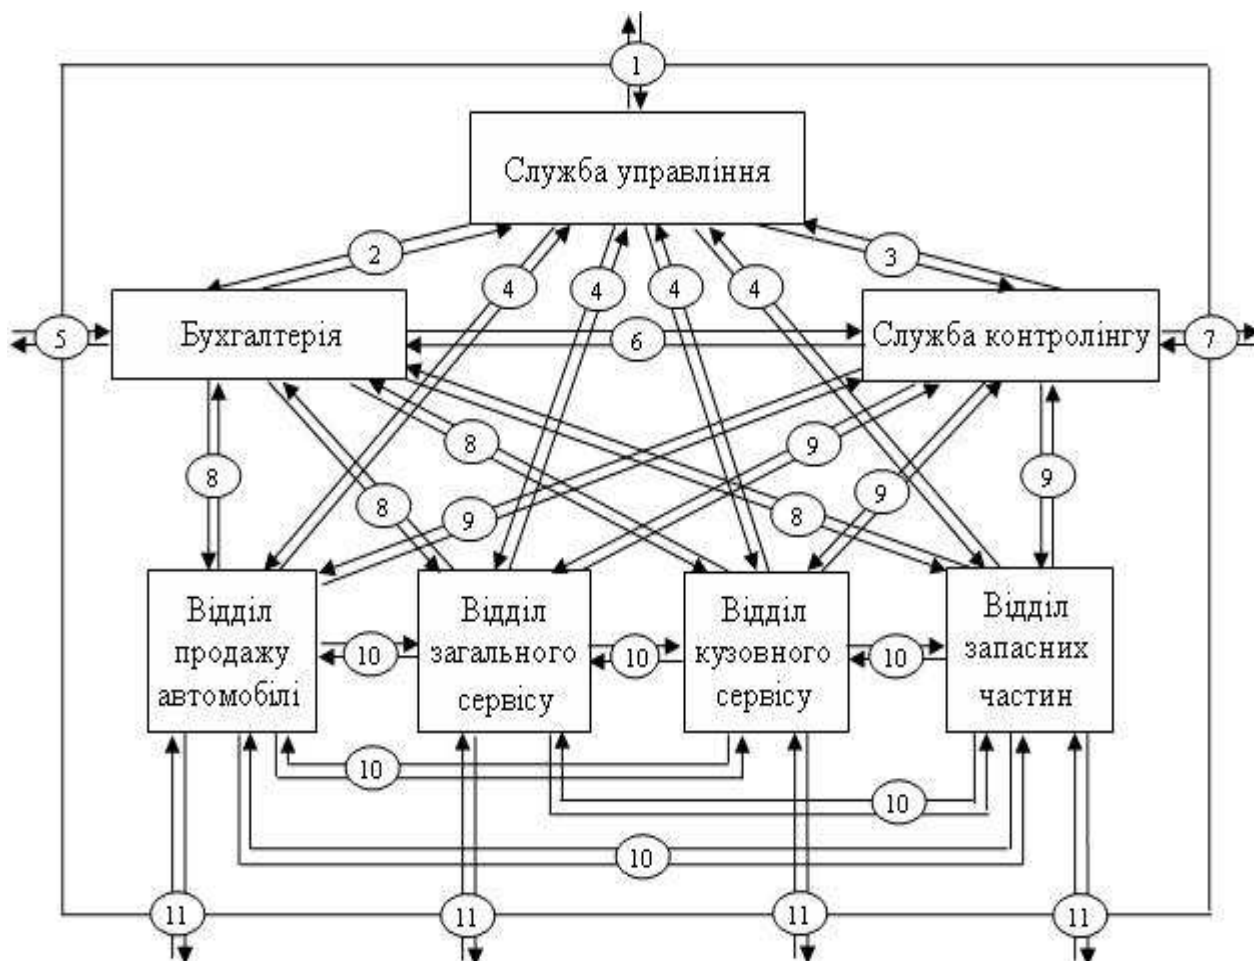 1
Служба управління
2
3
4
4
4
4
5
Бухгалтерія
6
Служба контролінгу
7
8
9
8
9
8
9
9
8
Відділ
продажу
автомобілі
10
Відділ
загального
сервісу
10
Відділ
кузовного
сервісу
10
Відділ
запасних
частин
10
10
10
11
11
11
11